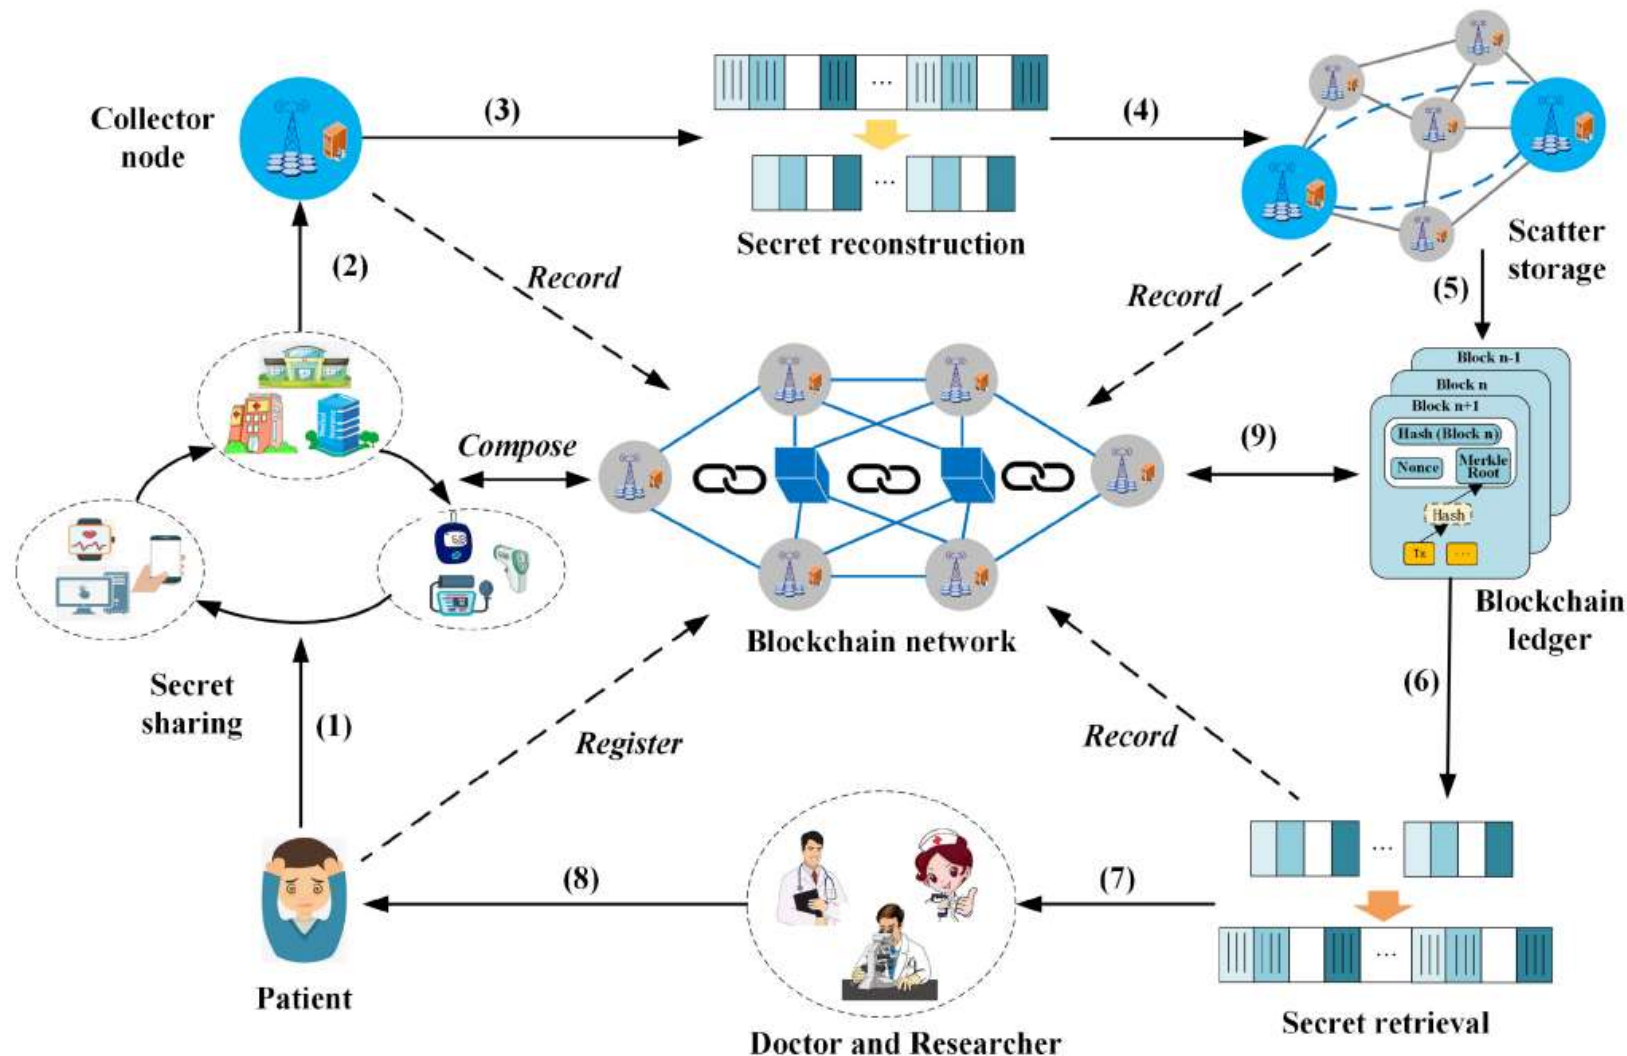 Collector
node
(3)
...
...
Secret reconstruction
(4)
Scatter
storage
(2)
Record
Record
(5)
Block n-1
Block n
Block n+1
Hash (Block n)
Nonce
Merkle
Root
Hash
Tx
...
Compose
(9)
Blockchain network
Blockchain
ledger
Secret
sharing
(1)
Register
Record
(6)
...
...
Secret retrieval
(7)
(8)
Patient
Doctor and Researcher